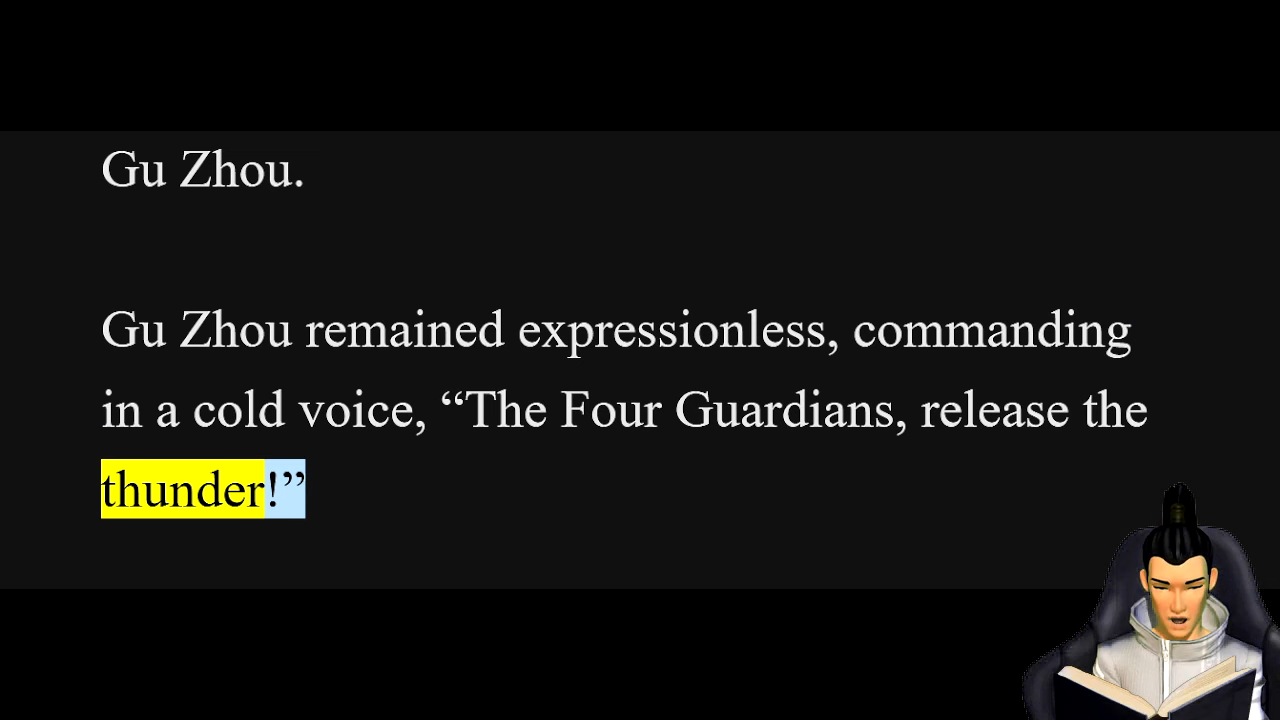 Gu Zhou.
Gu Zhou remained expressionless, commanding
in a cold voice, “The Four Guardians, release the
thunder!”